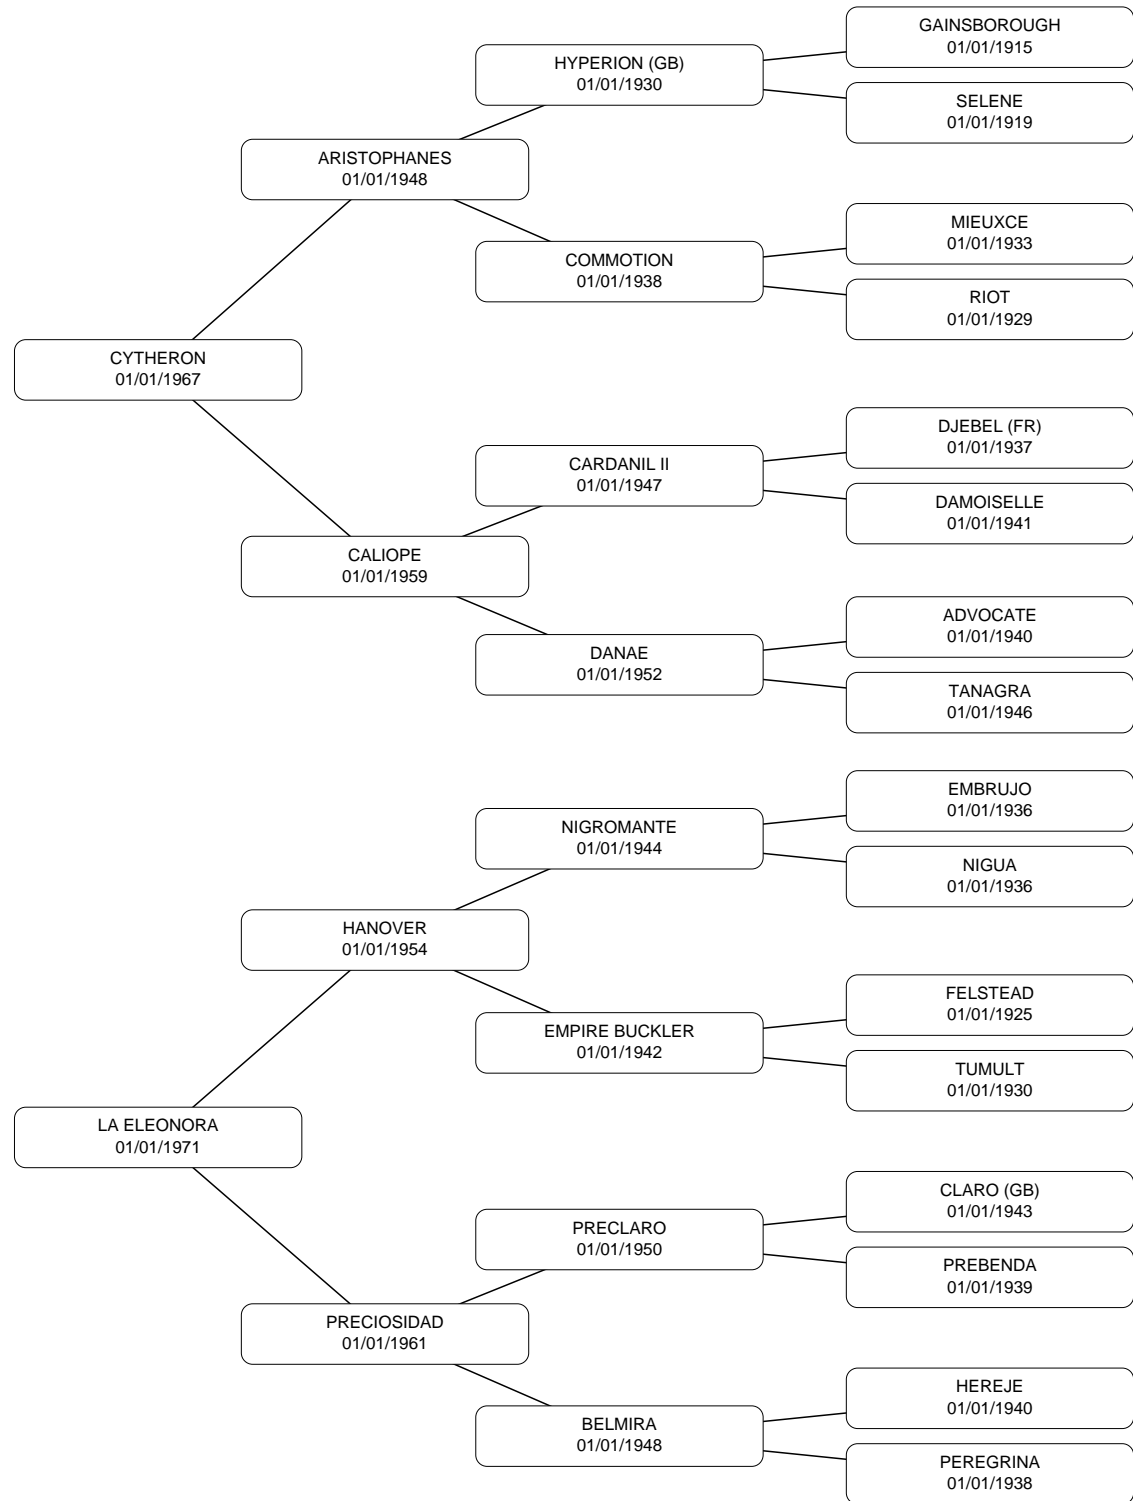 GAINSBOROUGH
01/01/1915
HYPERION (GB)
01/01/1930
SELENE
01/01/1919
ARISTOPHANES
01/01/1948
MIEUXCE
01/01/1933
COMMOTION
01/01/1938
RIOT
01/01/1929
CYTHERON
01/01/1967
DJEBEL (FR)
01/01/1937
CARDANIL II
01/01/1947
DAMOISELLE
01/01/1941
CALIOPE
01/01/1959
ADVOCATE
01/01/1940
DANAE
01/01/1952
TANAGRA
01/01/1946
EMBRUJO
01/01/1936
NIGROMANTE
01/01/1944
NIGUA
01/01/1936
HANOVER
01/01/1954
FELSTEAD
01/01/1925
EMPIRE BUCKLER
01/01/1942
TUMULT
01/01/1930
LA ELEONORA
01/01/1971
CLARO (GB)
01/01/1943
PRECLARO
01/01/1950
PREBENDA
01/01/1939
PRECIOSIDAD
01/01/1961
HEREJE
01/01/1940
BELMIRA
01/01/1948
PEREGRINA
01/01/1938